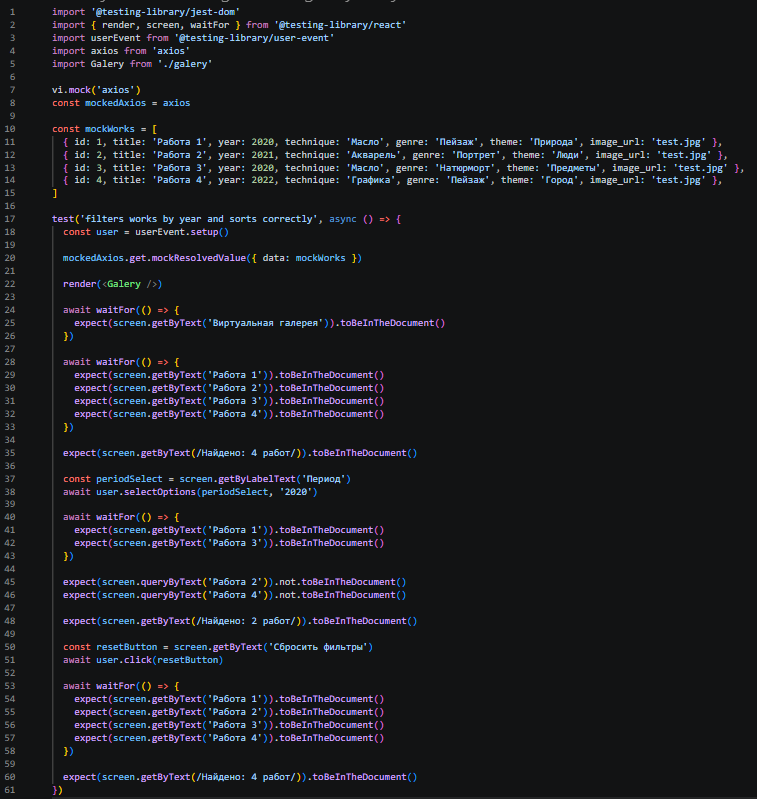 1 import '@testing-library/jest-dom'
2 import { render, screen, waitFor } from '@testing-library/react'
3 import userEvent from '@testing-library/user-event'
4 import axios from 'axios'
5 import Galery from './galery'
6
7 vi.mock('axios')
8 const mockedAxios = axios
9
10 const mockWorks = [
11 { id: 1, title: 'Работа 1', year: 2020, technique: 'Масло', genre: 'Пейзаж', theme: 'Природа', image_url: 'test.jpg' },
12 { id: 2, title: 'Работа 2', year: 2021, technique: 'Акварель', genre: 'Портрет', theme: 'Люди', image_url: 'test.jpg' },
13 { id: 3, title: 'Работа 3', year: 2020, technique: 'Масло', genre: 'Натюрморт', theme: 'Предметы', image_url: 'test.jpg' },
14 { id: 4, title: 'Работа 4', year: 2022, technique: 'Графика', genre: 'Пейзаж', theme: 'Город', image_url: 'test.jpg' },
15 ]
16
17 test('filters works by year and sorts correctly', async () => {
18 const user = userEvent.setup()
19
20 mockedAxios.get.mockResolvedValue({ data: mockWorks })
21
22 render(<Galery />)
23
24 await waitFor(() => {
25 expect(screen.getByText('Виртуальная галерея')).toBeInTheDocument()
26 })
27
28 await waitFor(() => {
29 expect(screen.getByText('Работа 1')).toBeInTheDocument()
30 expect(screen.getByText('Работа 2')).toBeInTheDocument()
31 expect(screen.getByText('Работа 3')).toBeInTheDocument()
32 expect(screen.getByText('Работа 4')).toBeInTheDocument()
33 })
34
35 expect(screen.getByText(/Найдено: 4 работ/)).toBeInTheDocument()
36
37 const periodSelect = screen.getByLabelText('Период')
38 await user.selectOptions(periodSelect, '2020')
39
40 await waitFor(() => {
41 expect(screen.getByText('Работа 1')).toBeInTheDocument()
42 expect(screen.getByText('Работа 3')).toBeInTheDocument()
43 })
44
45 expect(screen.queryByText('Работа 2')).not.toBeInTheDocument()
46 expect(screen.queryByText('Работа 4')).not.toBeInTheDocument()
47
48 expect(screen.getByText(/Найдено: 2 работ/)).toBeInTheDocument()
49
50 const resetButton = screen.getByText('Сбросить фильтры')
51 await user.click(resetButton)
52
53 await waitFor(() => {
54 expect(screen.getByText('Работа 1')).toBeInTheDocument()
55 expect(screen.getByText('Работа 2')).toBeInTheDocument()
56 expect(screen.getByText('Работа 3')).toBeInTheDocument()
57 expect(screen.getByText('Работа 4')).toBeInTheDocument()
58 })
59
60 expect(screen.getByText(/Найдено: 4 работ/)).toBeInTheDocument()
61 })